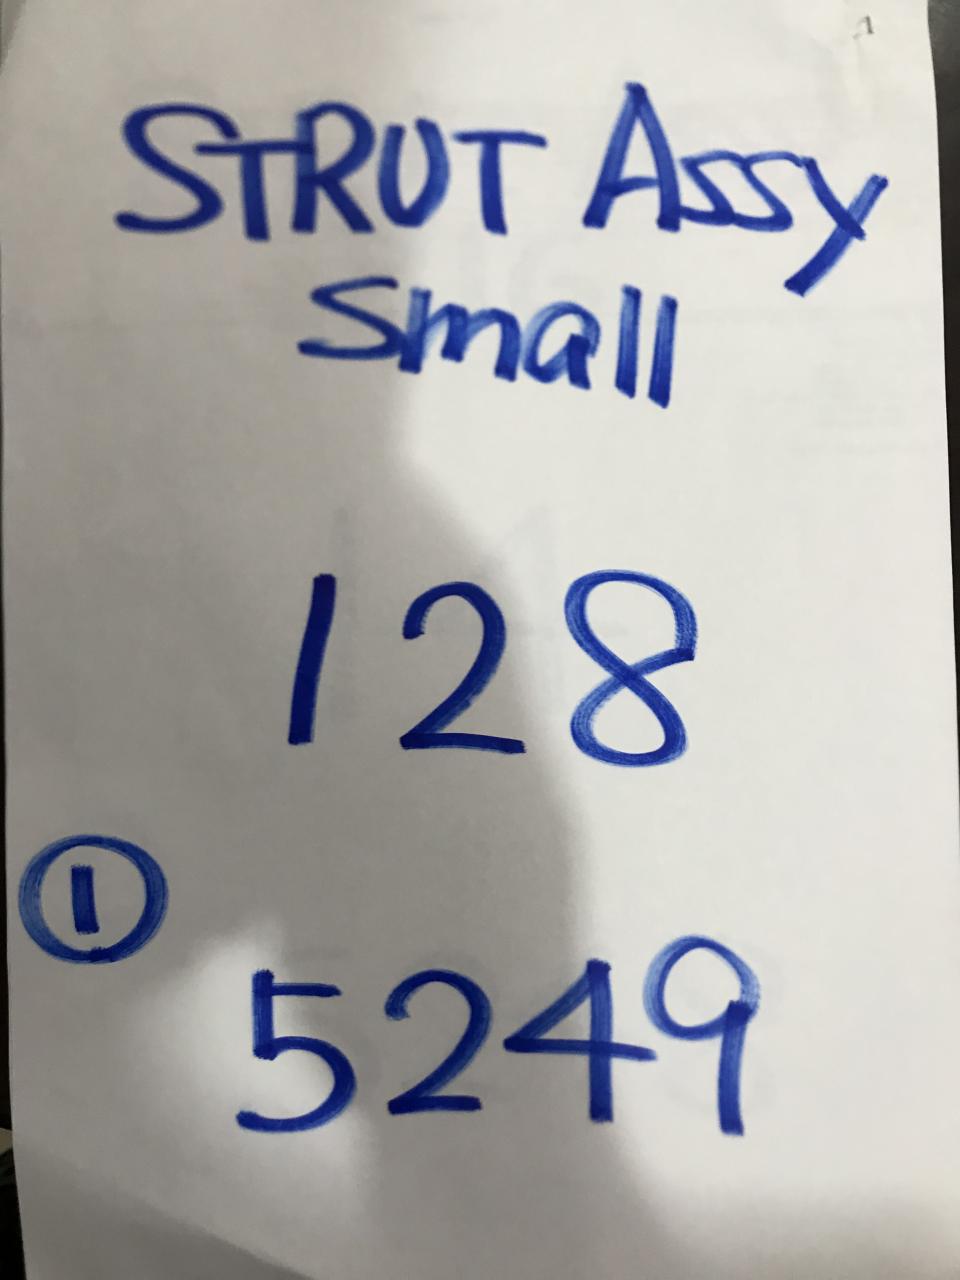 STRUT Assy
Small
128
①
5249